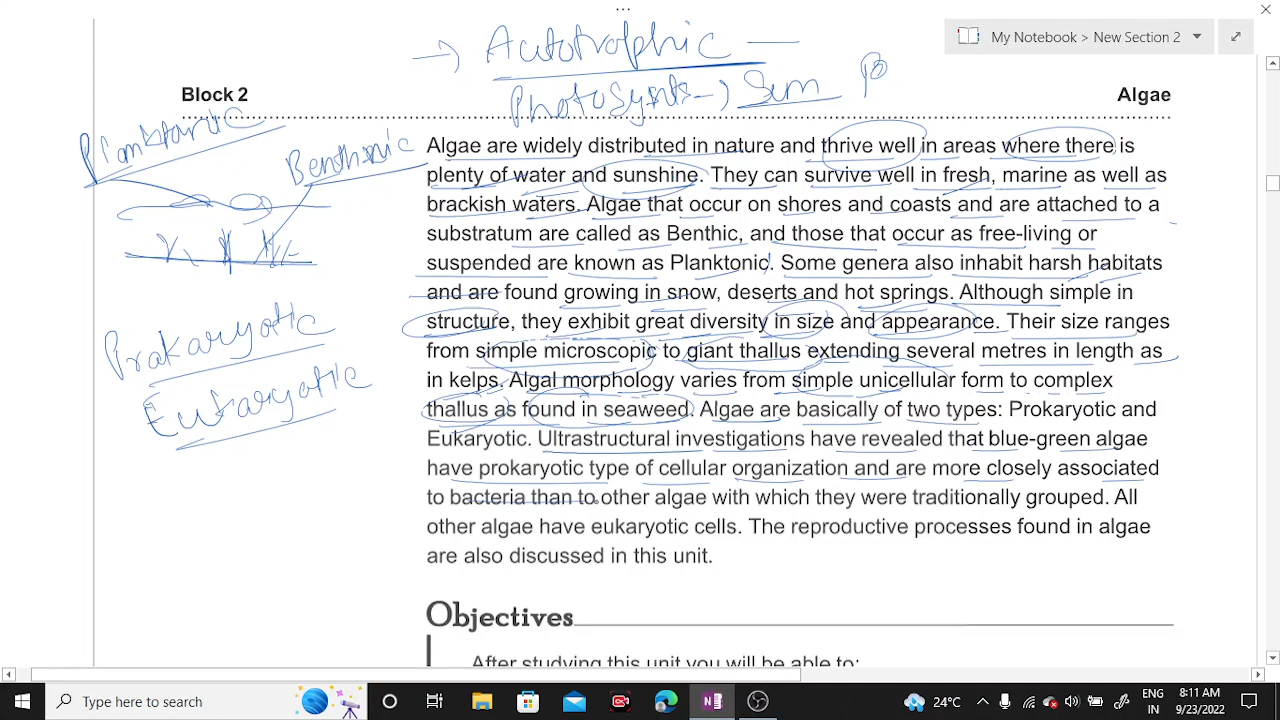 ...
→ Autotrophic —
My Notebook > New Section 2
Photosynts → Sum
Block 2
Algae
Planktonic
Benthnic
Prokaryotic
Eukaryotic
Algae are widely distributed in nature and thrive well in areas where there is
plenty of water and sunshine. They can survive well in fresh, marine as well as
brackish waters. Algae that occur on shores and coasts and are attached to a
substratum are called as Benthic, and those that occur as free-living or
suspended are known as Planktonic. Some genera also inhabit harsh habitats
and are found growing in snow, deserts and hot springs. Although simple in
structure, they exhibit great diversity in size and appearance. Their size ranges
from simple microscopic to giant thallus extending several metres in length as
in kelps. Algal morphology varies from simple unicellular form to complex
thallus as found in seaweed. Algae are basically of two types: Prokaryotic and
Eukaryotic. Ultrastructural investigations have revealed that blue-green algae
have prokaryotic type of cellular organization and are more closely associated
to bacteria than to other algae with which they were traditionally grouped. All
other algae have eukaryotic cells. The reproductive processes found in algae
are also discussed in this unit.
Objectives
After studying this unit you will be able to:
Type here to search
24°C
ENG
IN
8:11 AM
9/23/2022